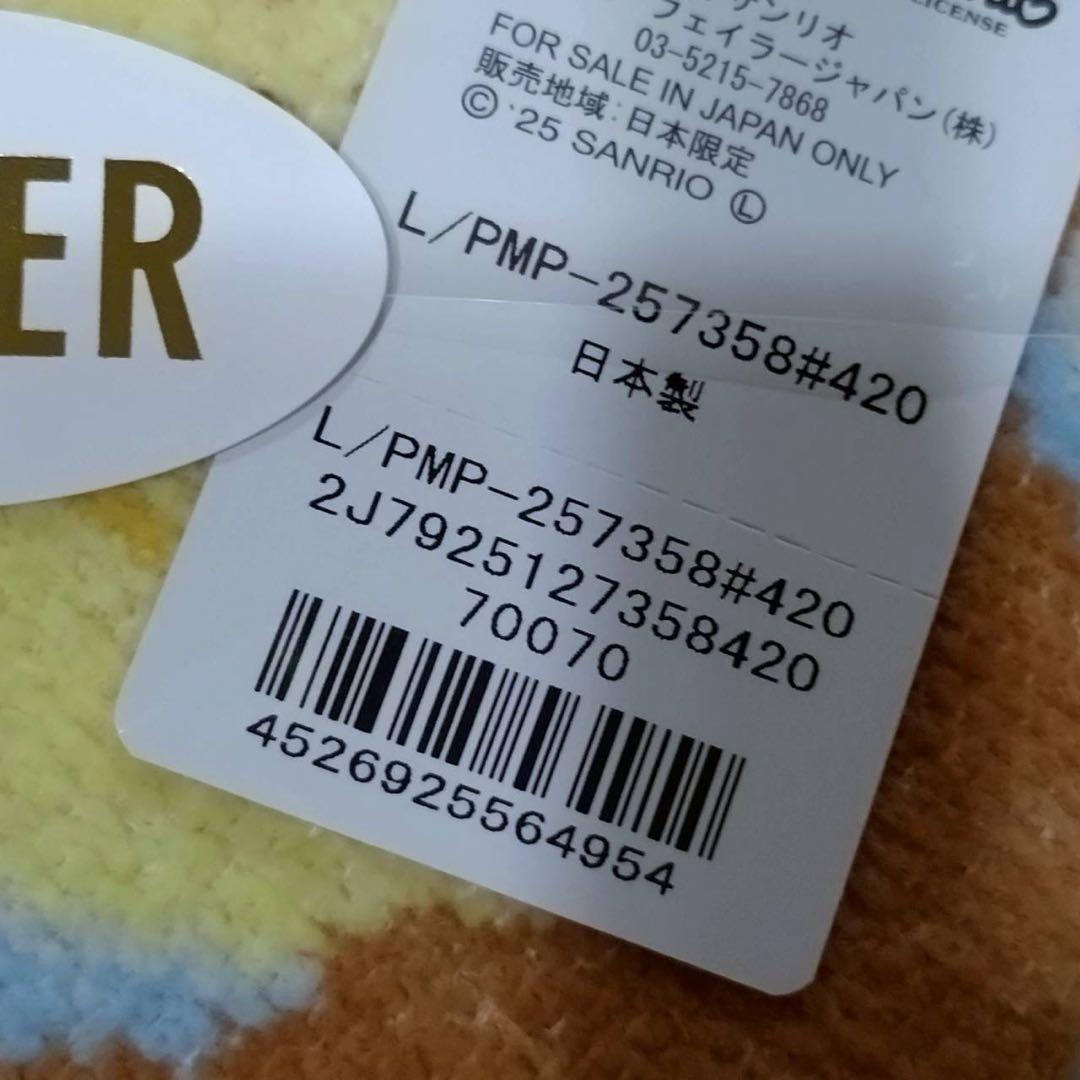 LICENSE
サンリオ
フェイラージャパン(株)
03-5215-7868
FOR SALE IN JAPAN ONLY
販売地域:日本限定
© '25 SANRIO Ⓛ
ER
L/PMP-257358#420
日本製
L/PMP-257358#420
2J7925127358420
70070
4526925564954